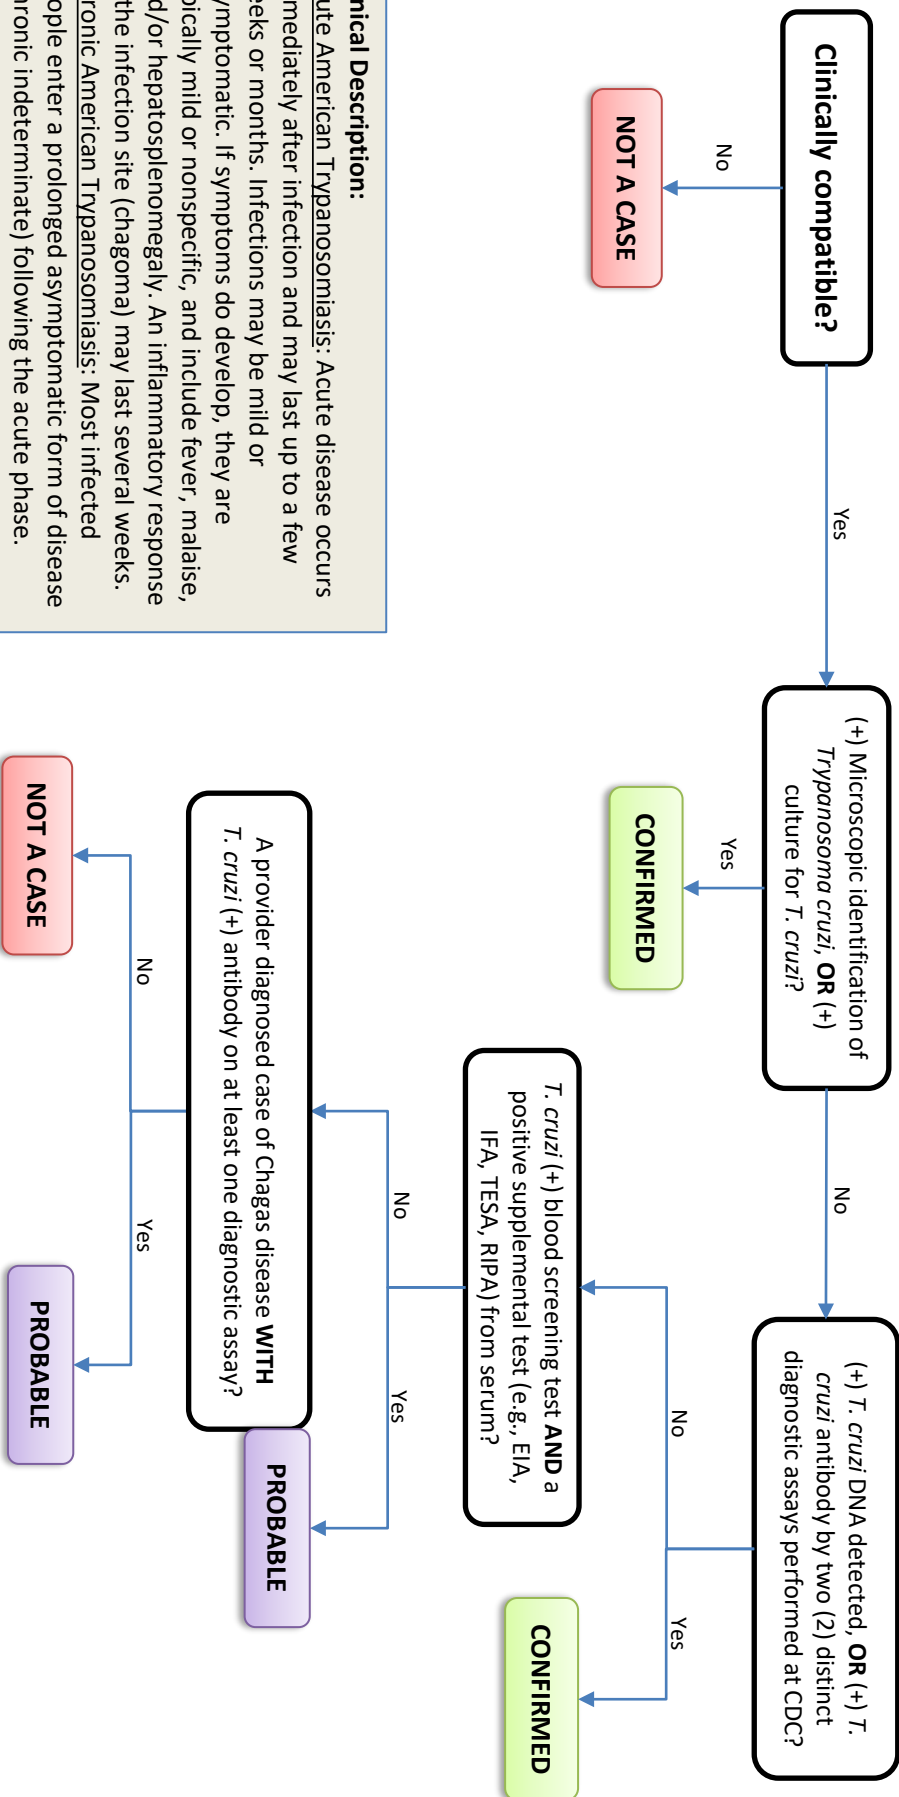 Clinically compatible?
No
NOT A CASE
Yes
(+) Microscopic identification of
Trypanosoma cruzi, OR (+)
culture for T. cruzi?
Yes
CONFIRMED
No
(+) T. cruzi DNA detected, OR (+) T.
cruzi antibody by two (2) distinct
diagnostic assays performed at CDC?
No
Yes
CONFIRMED
T. cruzi (+) blood screening test AND a
positive supplemental test (e.g., EIA,
IFA, TESA, RIPA) from serum?
No
Yes
PROBABLE
A provider diagnosed case of Chagas disease WITH
T. cruzi (+) antibody on at least one diagnostic assay?
No
Yes
NOT A CASE
PROBABLE
nical Description:
ute American Trypanosomiasis: Acute disease occurs
mediately after infection and may last up to a few
eks or months. Infections may be mild or
ymptomatic. If symptoms do develop, they are
pically mild or nonspecific, and include fever, malaise,
d/or hepatosplenomegaly. An inflammatory response
the infection site (chagoma) may last several weeks.
ronic American Trypanosomiasis: Most infected
ople enter a prolonged asymptomatic form of disease
hronic indeterminate) following the acute phase.